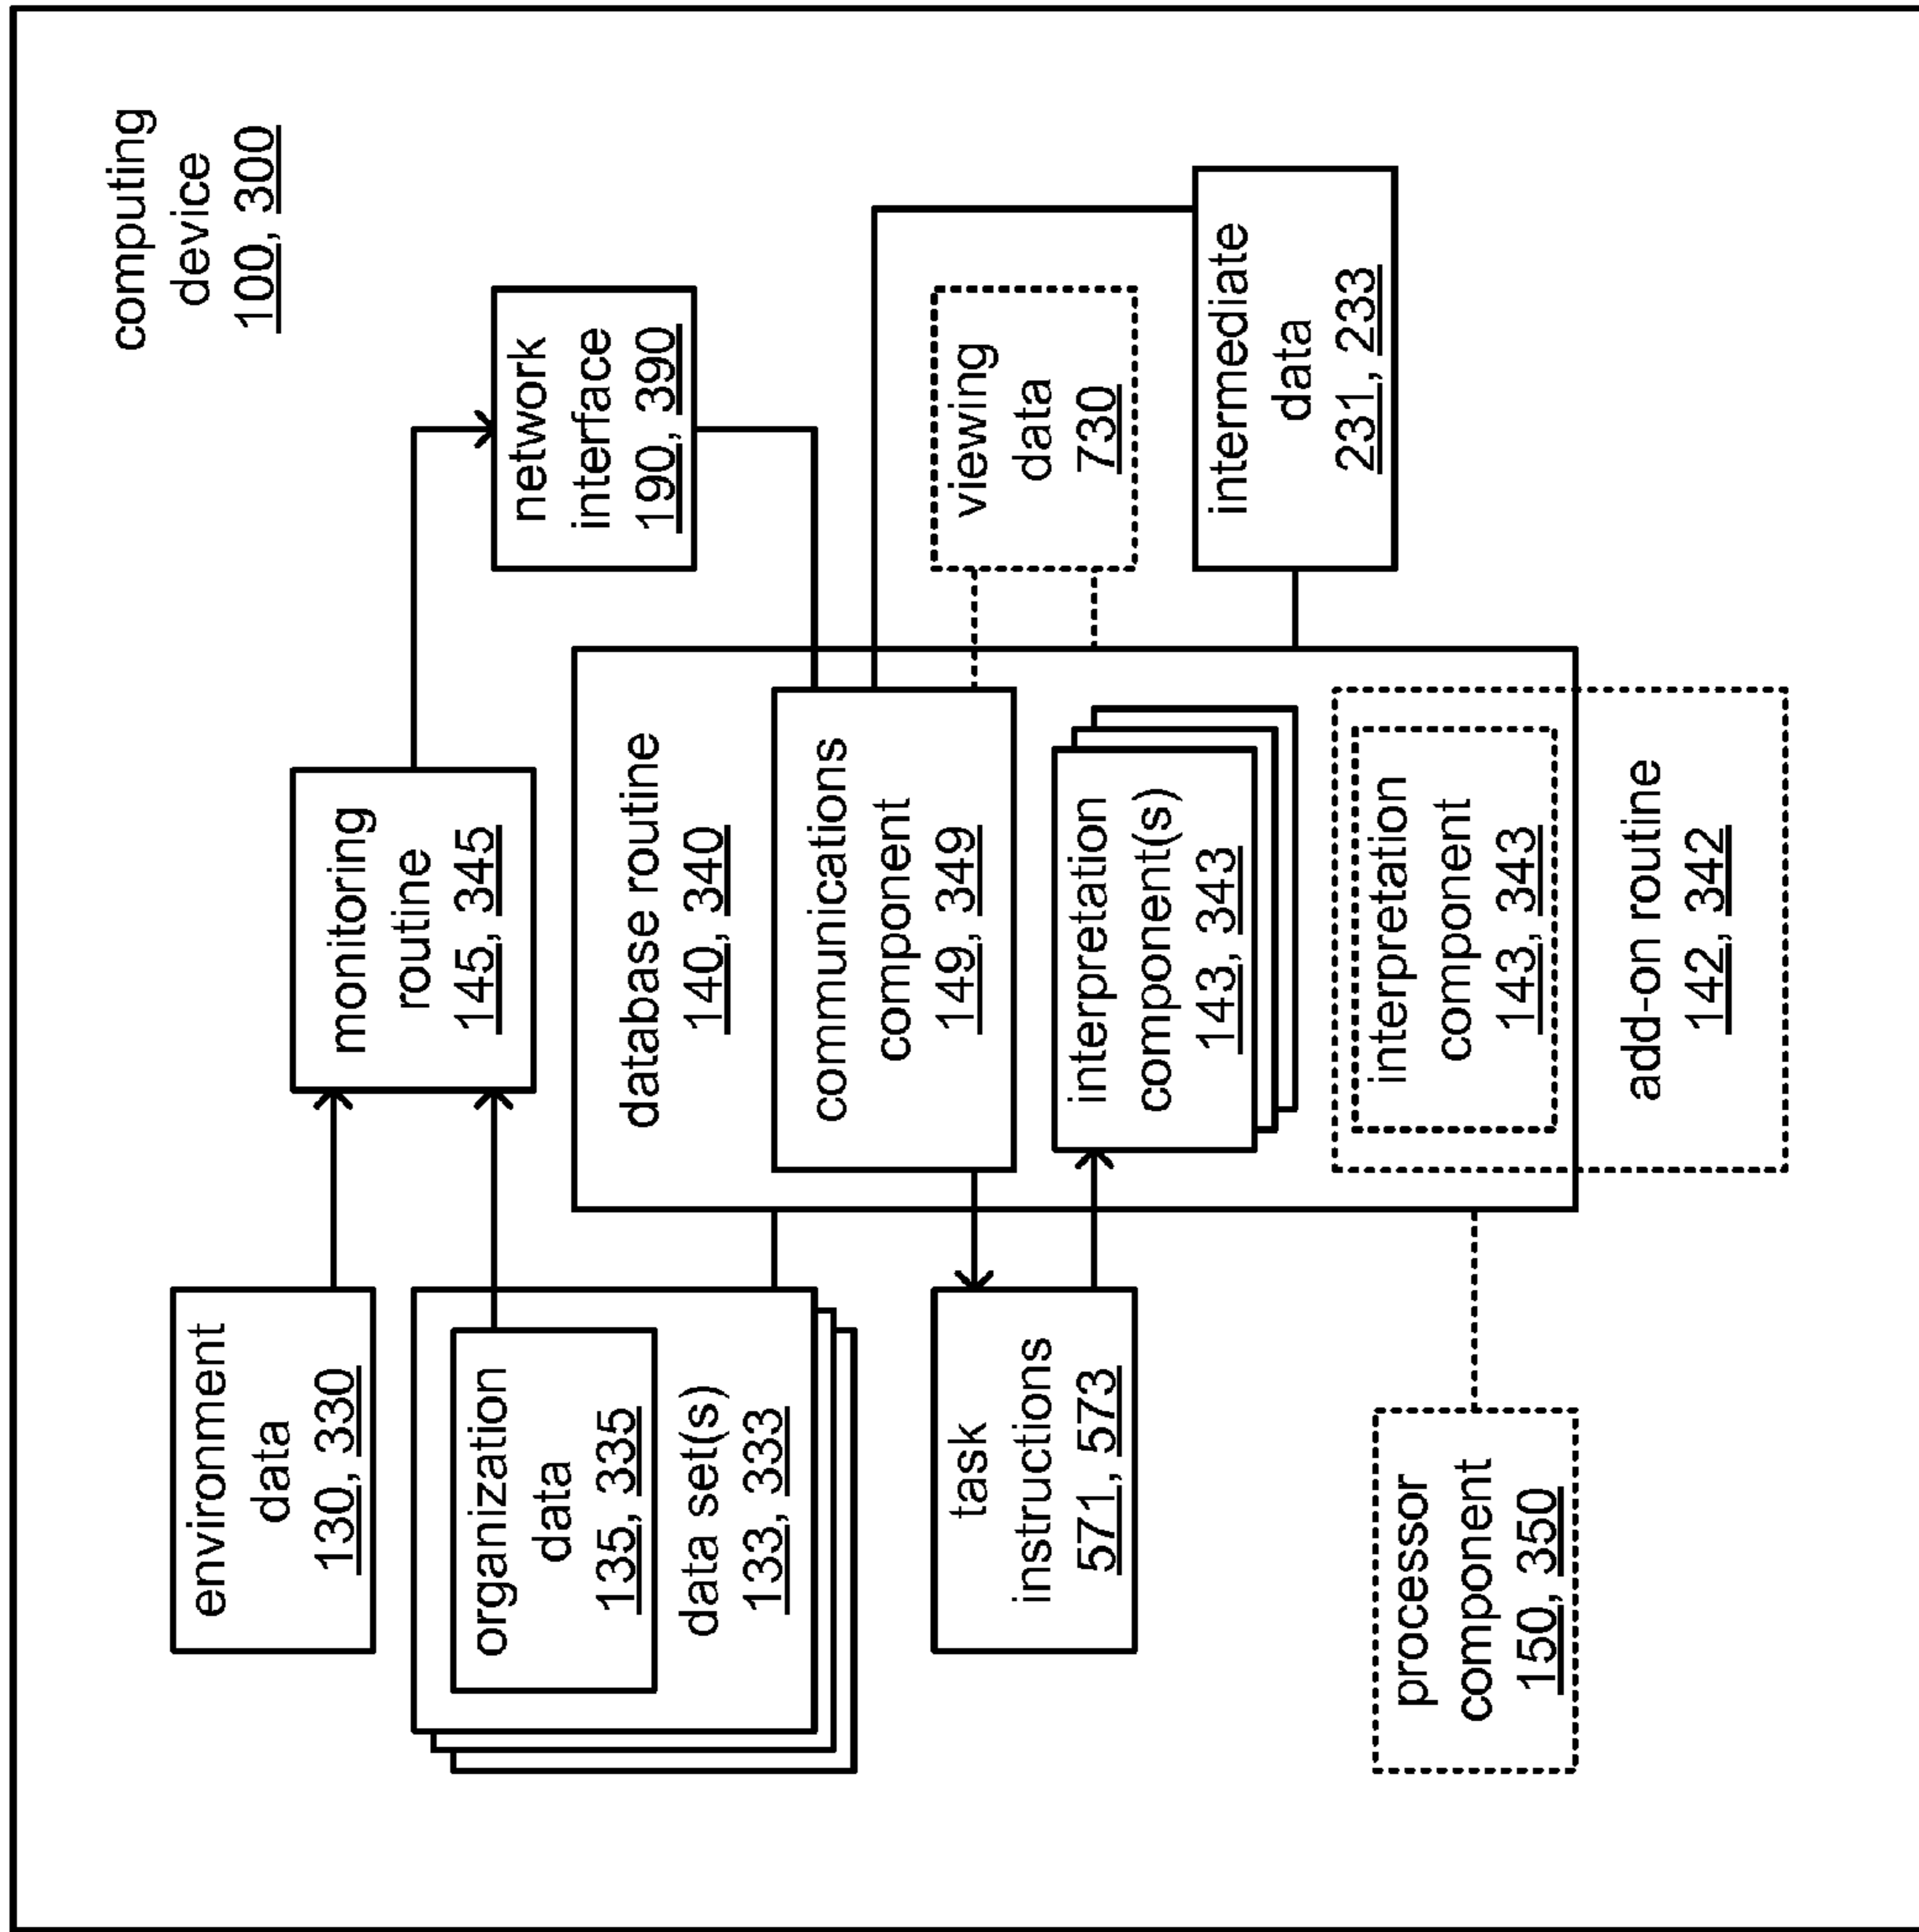 computing
device
100, 300
environment
data
130, 330
monitoring
routine
145, 345
network
interface
190, 390
organization
data
135, 335
data set(s)
133, 333
database routine
140, 340
communications
component
149, 349
viewing
data
730
task
instructions
571, 573
interpretation
component(s)
143, 343
intermediate
data
231, 233
processor
component
150, 350
interpretation
component
143, 343
add-on routine
142, 342